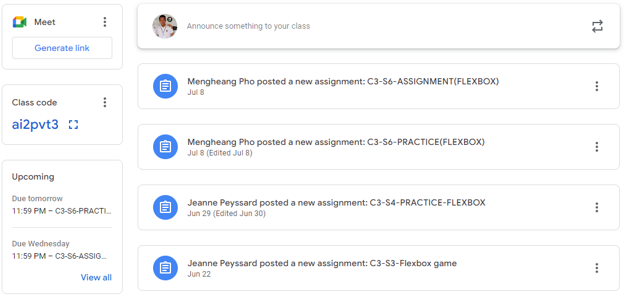 Meet
Generate link
Class code
ai2pvt3
Upcoming
Due tomorrow
11:59 PM – C3-S6-PRACTI...
Due Wednesday
11:59 PM – C3-S6-ASSIG...
View all
Announce something to your class
Mengheang Pho posted a new assignment: C3-S6-ASSIGNMENT(FLEXBOX)
Jul 8
Mengheang Pho posted a new assignment: C3-S6-PRACTICE(FLEXBOX)
Jul 8 (Edited Jul 8)
Jeanne Peyssard posted a new assignment: C3-S4-PRACTICE-FLEXBOX
Jun 29 (Edited Jun 30)
Jeanne Peyssard posted a new assignment: C3-S3-Flexbox game
Jun 22